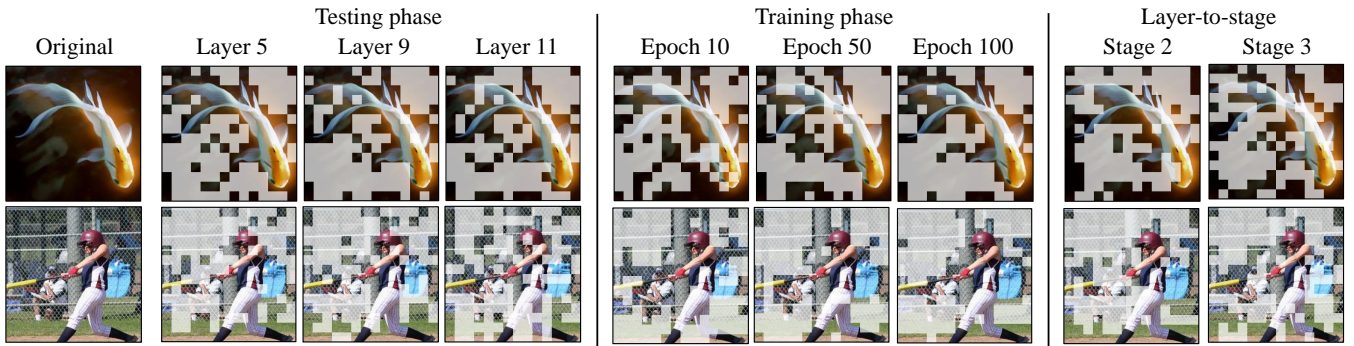 Testing phase
Training phase
Layer-to-stage
Original
Layer 5
Layer 9
Layer 11
Epoch 10
Epoch 50
Epoch 100
Stage 2
Stage 3